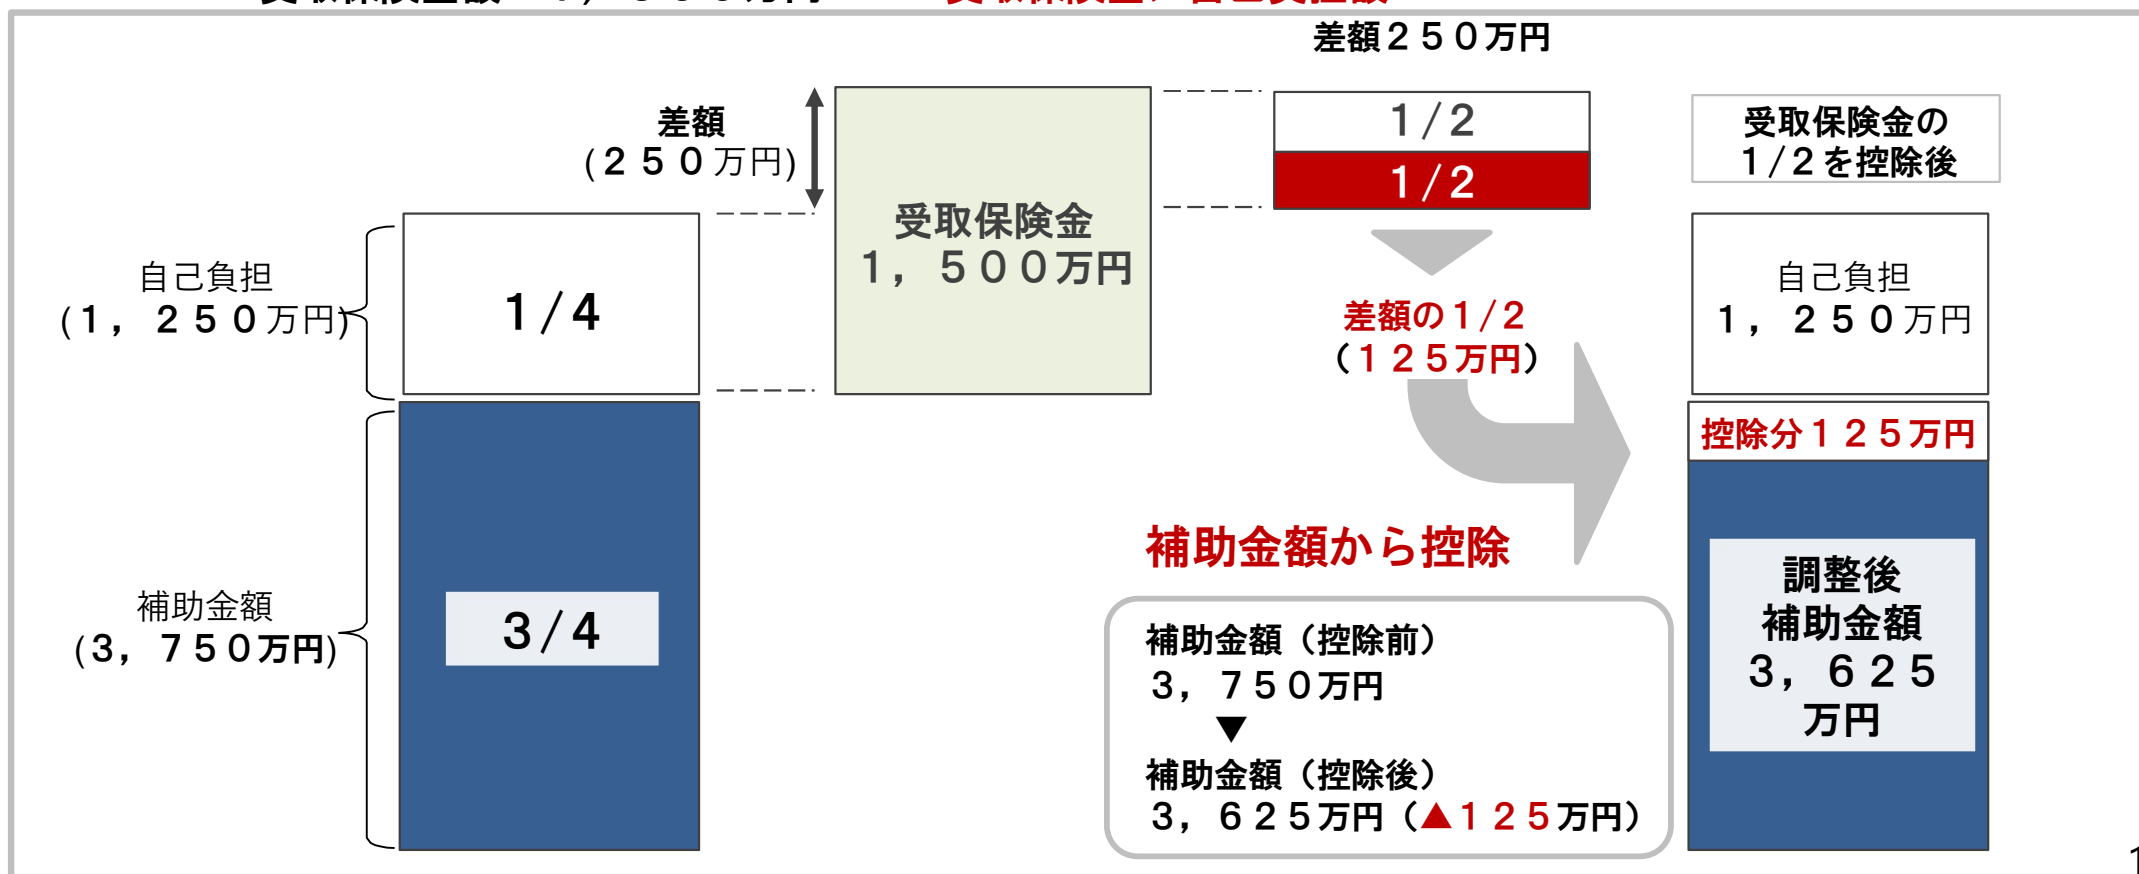 差額２５０万円
差額
(２５０万円)
受取保険金
１，５００万円
1/2
1/2
受取保険金の
1/2を控除後
自己負担
(１，２５０万円)
1/4
差額の1/2
（１２５万円）
自己負担
１，２５０万円
控除分１２５万円
補助金額
(３，７５０万円)
3/4
補助金額から控除
補助金額（控除前）
３，７５０万円
▼
補助金額（控除後）
３，６２５万円（▲１２５万円）
調整後
補助金額
３，６２５
万円